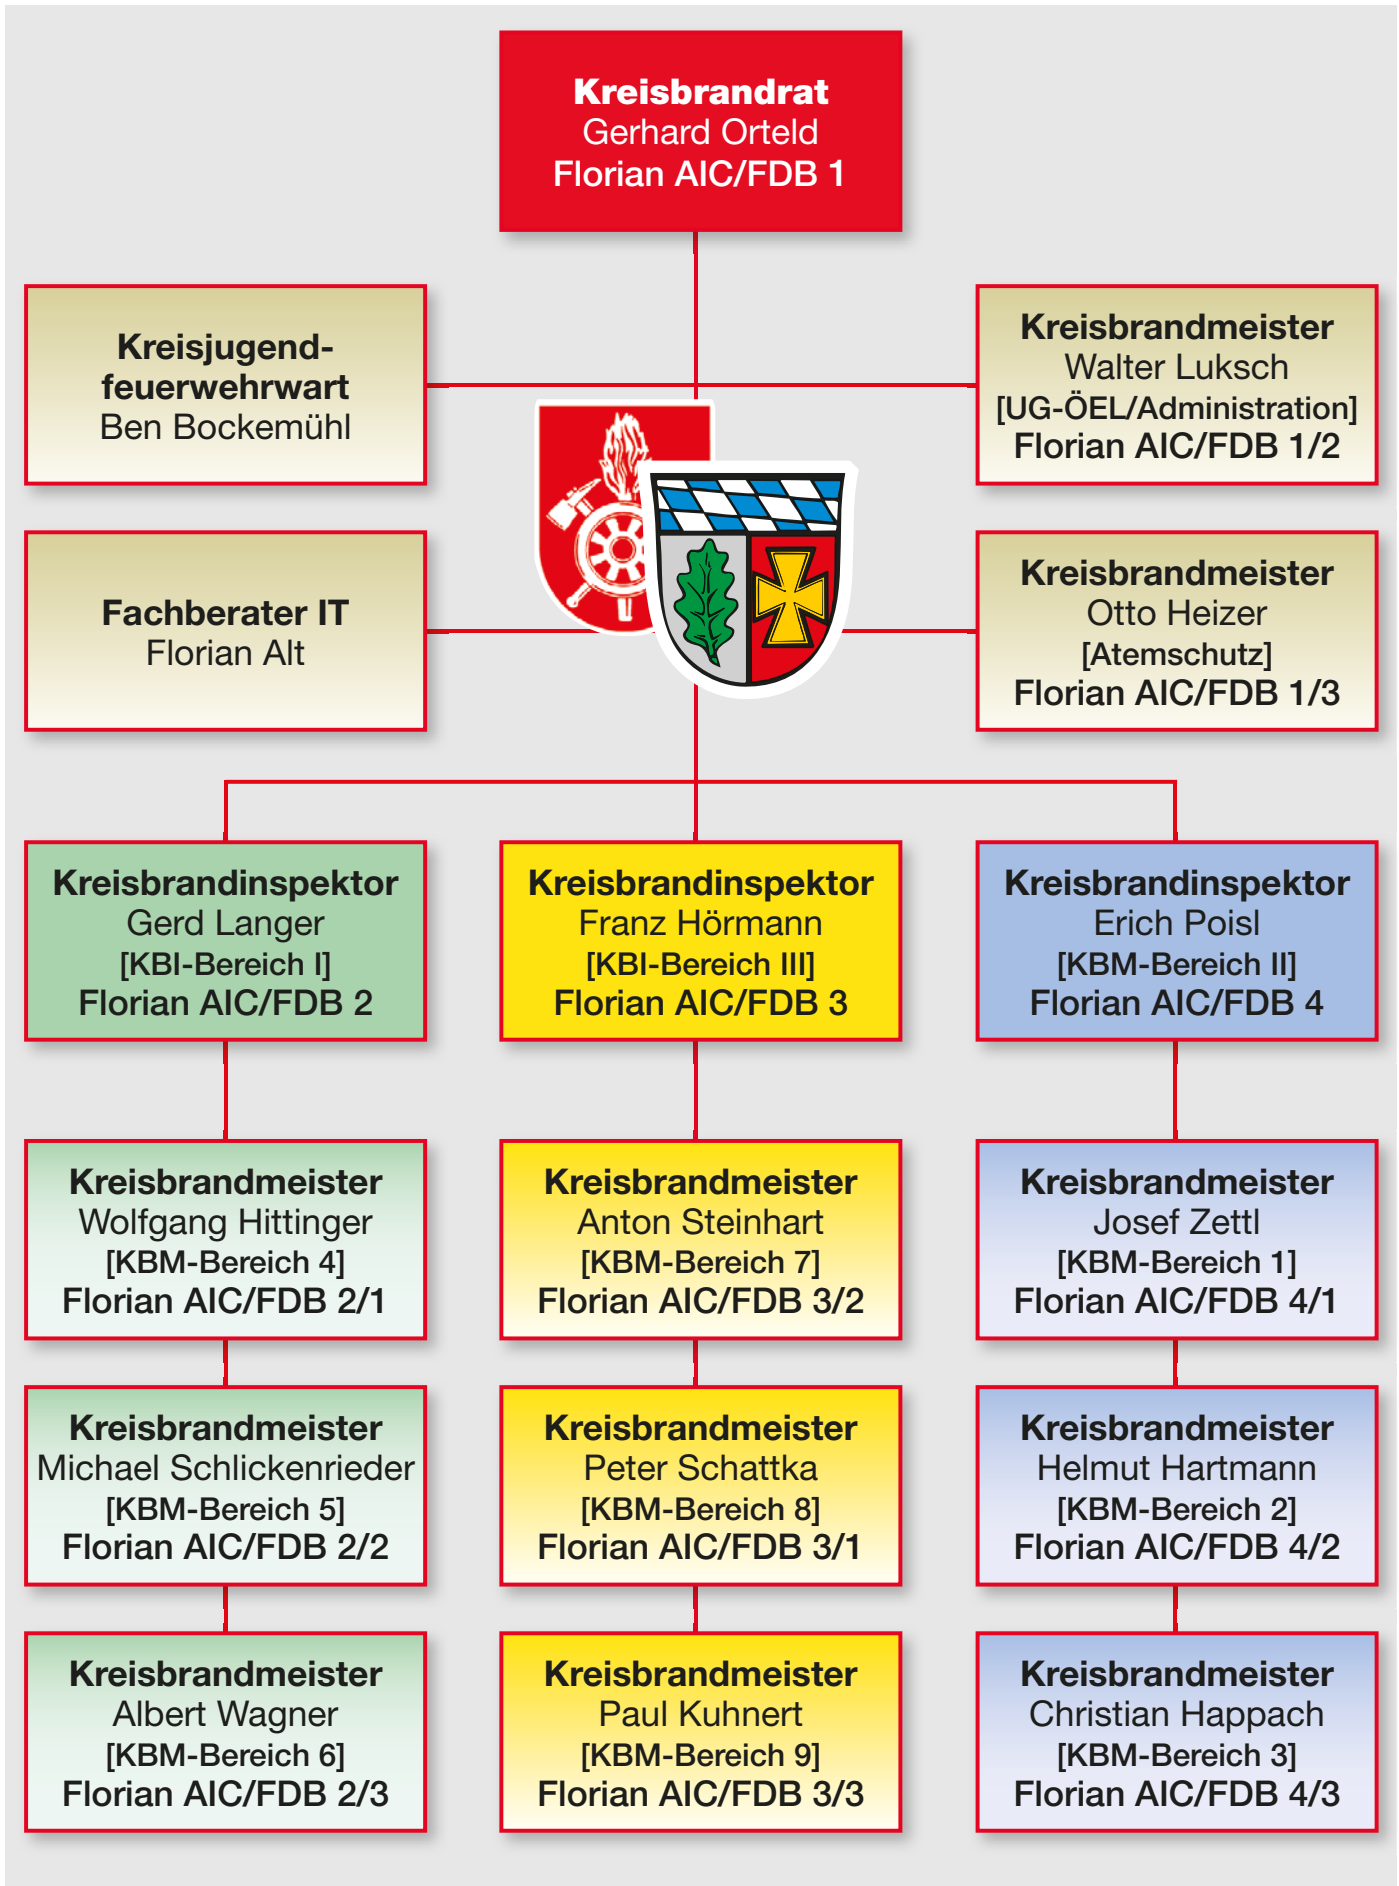 Kreisbrandrat
Gerhard Orteld
Florian AIC/FDB 1
Kreisjugend-
feuerwehrwart
Ben Bockemühl
Kreisbrandmeister
Walter Luksch
[UG-ÖEL/Administration]
Florian AIC/FDB 1/2
Fachberater IT
Florian Alt
Kreisbrandmeister
Otto Heizer
[Atemschutz]
Florian AIC/FDB 1/3
Kreisbrandinspektor
Gerd Langer
[KBI-Bereich I]
Florian AIC/FDB 2
Kreisbrandinspektor
Franz Hörmann
[KBI-Bereich III]
Florian AIC/FDB 3
Kreisbrandinspektor
Erich Poisl
[KBM-Bereich II]
Florian AIC/FDB 4
Kreisbrandmeister
Wolfgang Hittinger
[KBM-Bereich 4]
Florian AIC/FDB 2/1
Kreisbrandmeister
Anton Steinhart
[KBM-Bereich 7]
Florian AIC/FDB 3/2
Kreisbrandmeister
Josef Zettl
[KBM-Bereich 1]
Florian AIC/FDB 4/1
Kreisbrandmeister
Michael Schlickenrieder
[KBM-Bereich 5]
Florian AIC/FDB 2/2
Kreisbrandmeister
Peter Schattka
[KBM-Bereich 8]
Florian AIC/FDB 3/1
Kreisbrandmeister
Helmut Hartmann
[KBM-Bereich 2]
Florian AIC/FDB 4/2
Kreisbrandmeister
Albert Wagner
[KBM-Bereich 6]
Florian AIC/FDB 2/3
Kreisbrandmeister
Paul Kuhnert
[KBM-Bereich 9]
Florian AIC/FDB 3/3
Kreisbrandmeister
Christian Happach
[KBM-Bereich 3]
Florian AIC/FDB 4/3